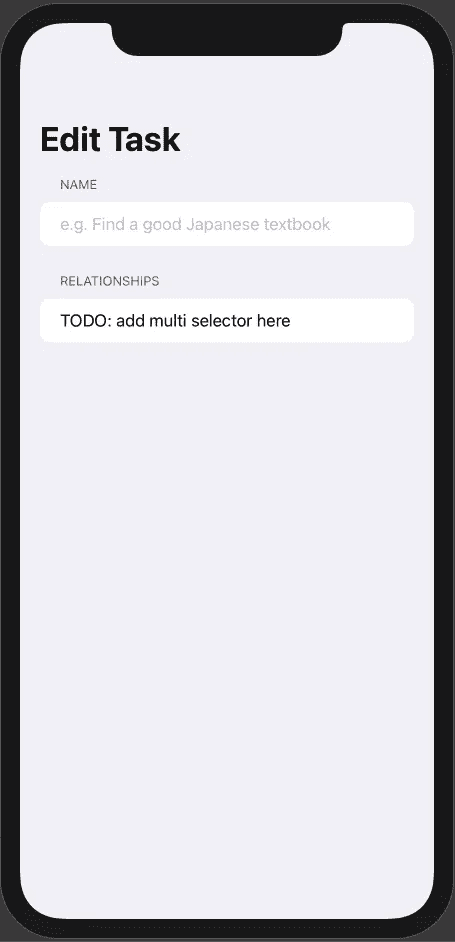 Edit Task
NAME
e.g. Find a good Japanese textbook
RELATIONSHIPS
TODO: add multi selector here